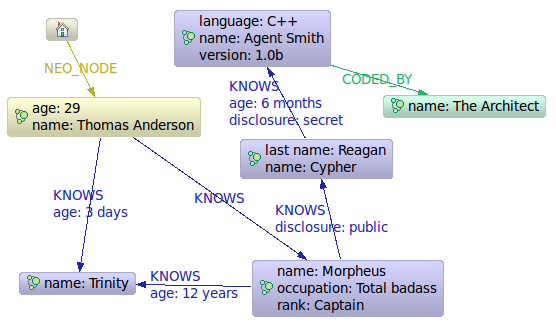 language: C++
name: Agent Smith
version: 1.0b
NEO_NODE
CODED_BY
KNOWS
age: 6 months
disclosure: secret
age: 29
name: Thomas Anderson
name: The Architect
last name: Reagan
name: Cypher
KNOWS
age: 3 days
KNOWS
KNOWS
disclosure: public
name: Trinity
KNOWS
age: 12 years
name: Morpheus
occupation: Total badass
rank: Captain